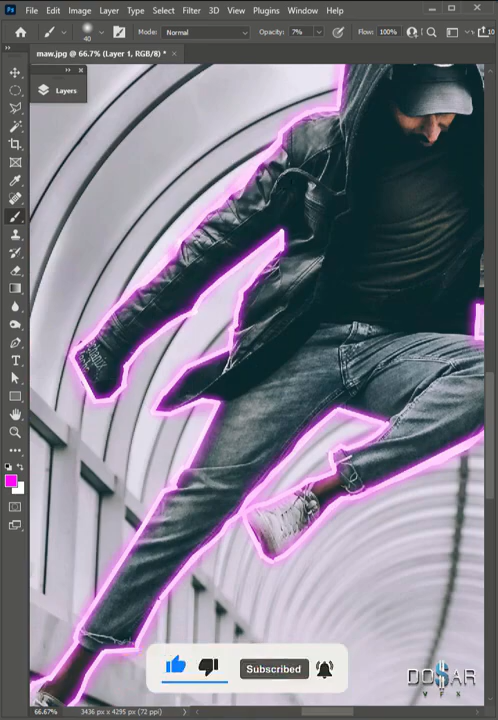 Ps File Edit Image Layer Type Select Filter 3D View Plugins Window Help
40 Mode: Normal Opacity: 7% Flow: 100% 10
maw.jpg @ 66.7% (Layer 1, RGB/8) *
Layers
Subscribed
DOSAR
VFX
66.67% 3436 px x 4295 px (72 ppi)